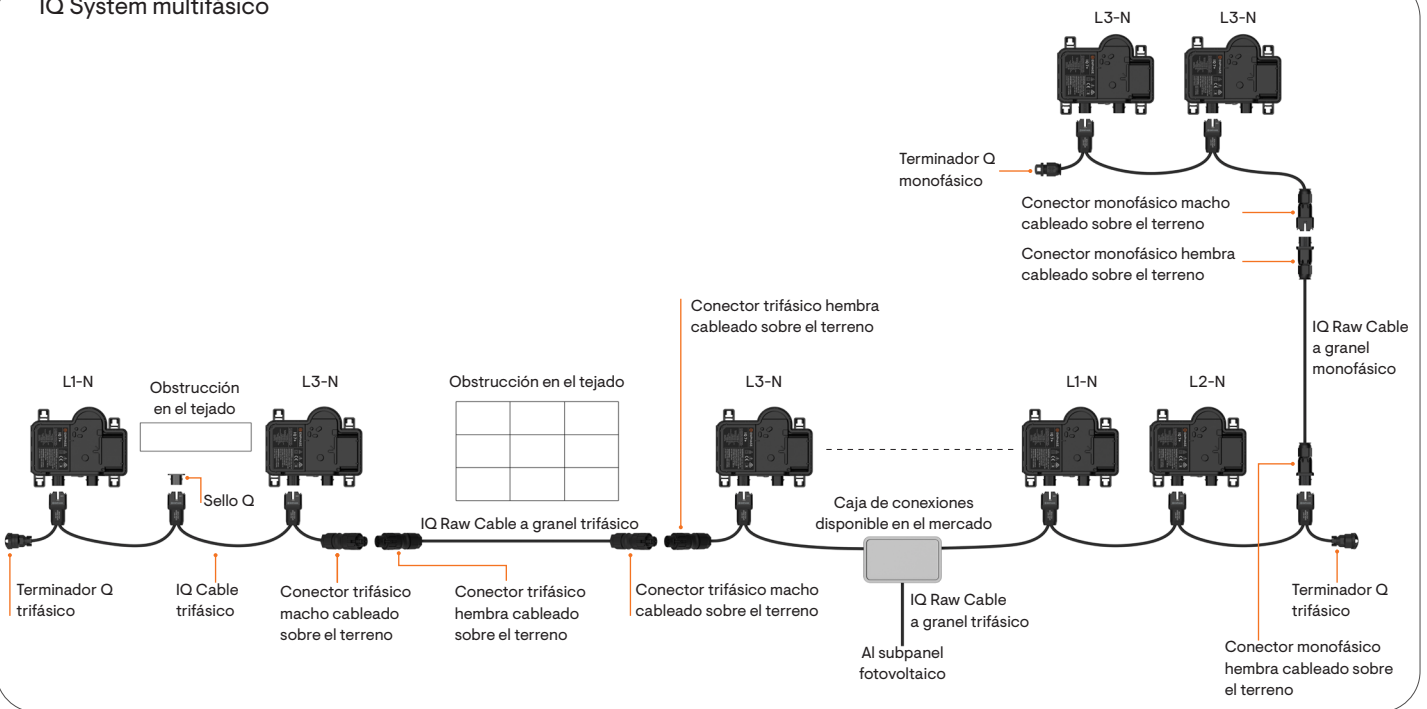 IQ System multifásico
L3-N
L3-N
Terminador Q
monofásico
Conector monofásico macho
cableado sobre el terreno
Conector monofásico hembra
cableado sobre el terreno
Conector trifásico hembra
cableado sobre el terreno
IQ Raw Cable
a granel
monofásico
L1-N
Obstrucción
en el tejado
L3-N
Obstrucción en el tejado
L3-N
L1-N
L2-N
Sello Q
IQ Raw Cable a granel trifásico
Caja de conexiones
disponible en el mercado
Terminador Q
trifásico
IQ Cable
trifásico
Conector trifásico
macho cableado
sobre el terreno
Conector trifásico
hembra cableado
sobre el terreno
Conector trifásico macho
cableado sobre el terreno
IQ Raw Cable
a granel trifásico
Al subpanel
fotovoltaico
Terminador Q
trifásico
Conector monofásico
hembra cableado sobre
el terreno